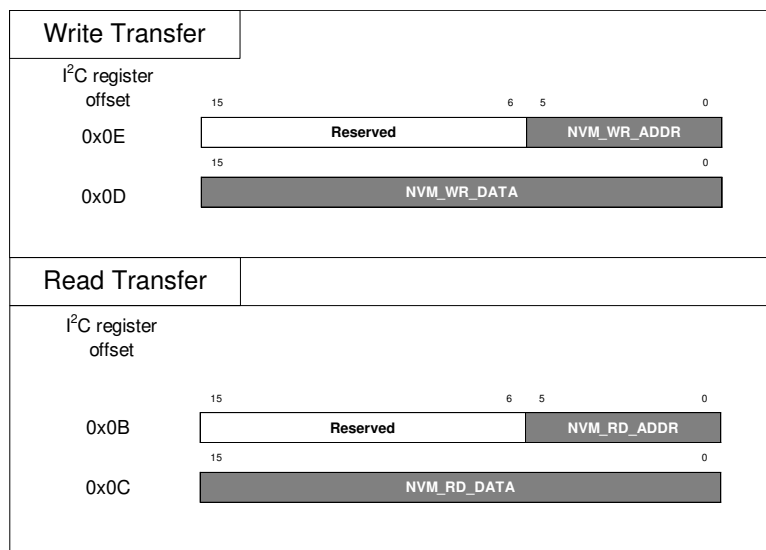 Write Transfer
I²C register
offset
15 6 5 0
0x0E Reserved NVM_WR_ADDR
15 0
0x0D NVM_WR_DATA
Read Transfer
I²C register
offset
15 6 5 0
0x0B Reserved NVM_RD_ADDR
15 0
0x0C NVM_RD_DATA